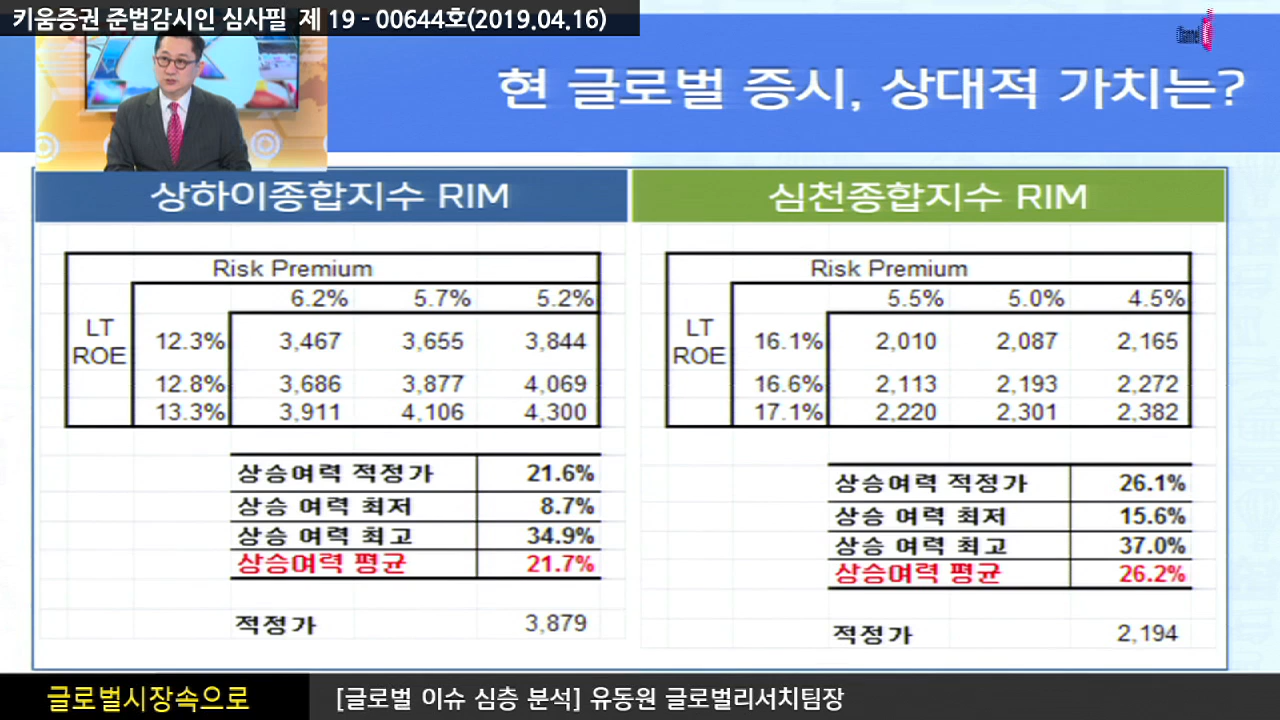 키움증권 준법감시인 심사필 제 19 - 00644호(2019.04.16)
현 글로벌 증시, 상대적 가치는?
상하이종합지수 RIM
Risk Premium
6.2% 5.7% 5.2%
LT ROE
12.3% 3,467 3,655 3,844
12.8% 3,686 3,877 4,069
13.3% 3,911 4,106 4,300
상승여력 적정가 21.6%
상승 여력 최저 8.7%
상승 여력 최고 34.9%
상승여력 평균 21.7%
적정가 3,879
심천종합지수 RIM
Risk Premium
5.5% 5.0% 4.5%
LT ROE
16.1% 2,010 2,087 2,165
16.6% 2,113 2,193 2,272
17.1% 2,220 2,301 2,382
상승여력 적정가 26.1%
상승 여력 최저 15.6%
상승 여력 최고 37.0%
상승여력 평균 26.2%
적정가 2,194
글로벌시장속으로
[글로벌 이슈 심층 분석] 유동원 글로벌리서치팀장